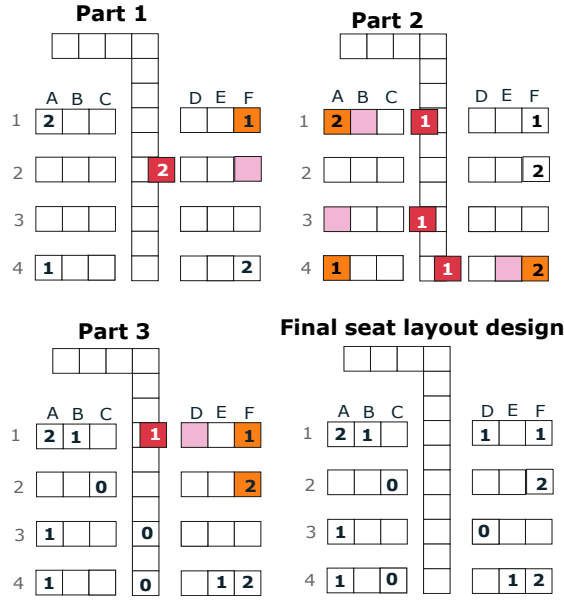 Part 1
Part 2
A B C D E F
1 2 1
2 2
3
4 1 2
A B C D E F
1 2 1 1
2 2
3 1
4 1 1 2
Part 3
Final seat layout design
A B C D E F
1 2 1 1 1
2 0 2
3 1 0
4 1 0 1 2
A B C D E F
1 2 1 1 1
2 0 2
3 1 0
4 1 0 1 2